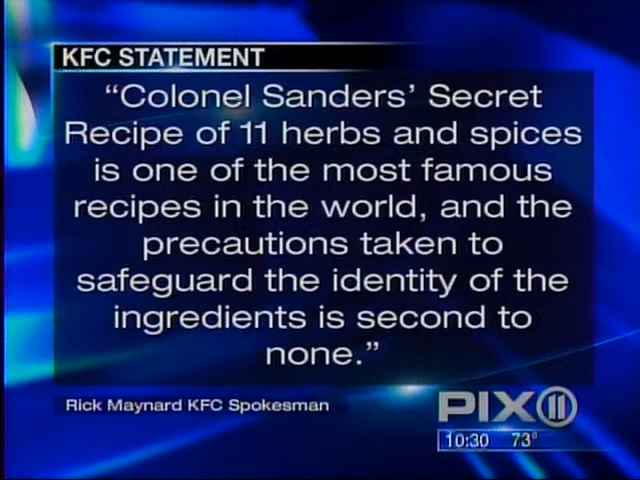 KFC STATEMENT
“Colonel Sanders’ Secret
Recipe of 11 herbs and spices
is one of the most famous
recipes in the world, and the
precautions taken to
safeguard the identity of the
ingredients is second to
none.”
Rick Maynard KFC Spokesman
PIX 11
10:30 73°